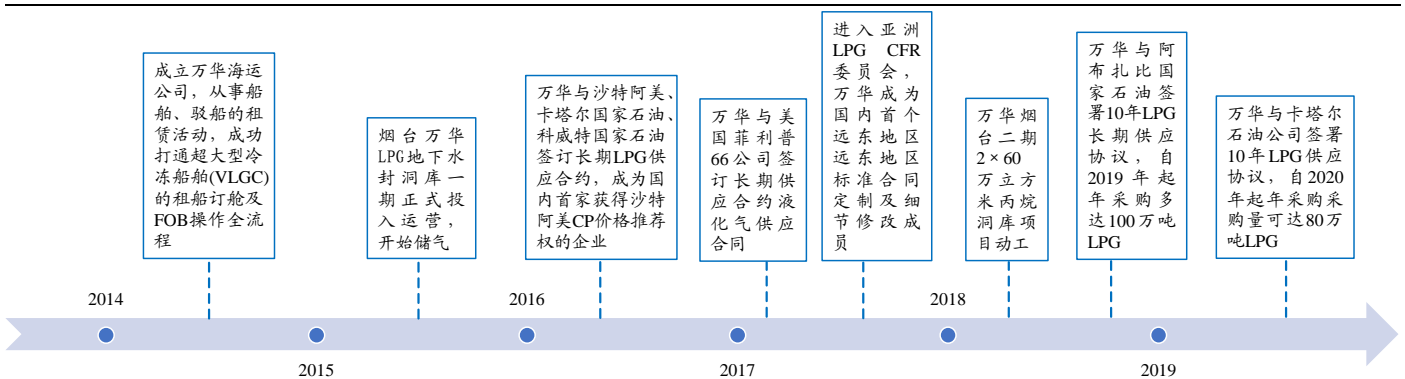 成立万华海运
公司，从事船
舶、驳船的租
赁活动，成功
打通超大型冷
冻船舶(VLGC)
的租船订舱及
FOB操作全流
程
烟台万华
LPG地下水
封洞库一
期正式投
入运营，
开始储气
万华与沙特阿美、
卡塔尔国家石油、
科威特国家石油
签订长期LPG供
应合约，成为国
内首家获得沙特
阿美CP价格推荐
权的企业
万华与美
国菲利普
66公司签
订长期供
应合约液
化气供应
合同
进入亚洲
LPG CFR
委员会，
万华成为
国内首个
远东地区
远东地区
标准合同
定制及细
节修改成
员
万华烟
台二期
2×60
万立方
米丙烷
洞库项
目动工
万华与阿
布扎比国
家石油签
署10年LPG
长期供应
协议，自
2019年起
年采购多
达100万吨
LPG
万华与卡塔尔
石油公司签署
10年LPG供应
协议，自2020
年起年采购采
购量可达80万
吨LPG
2014
2016
2018
2015
2017
2019